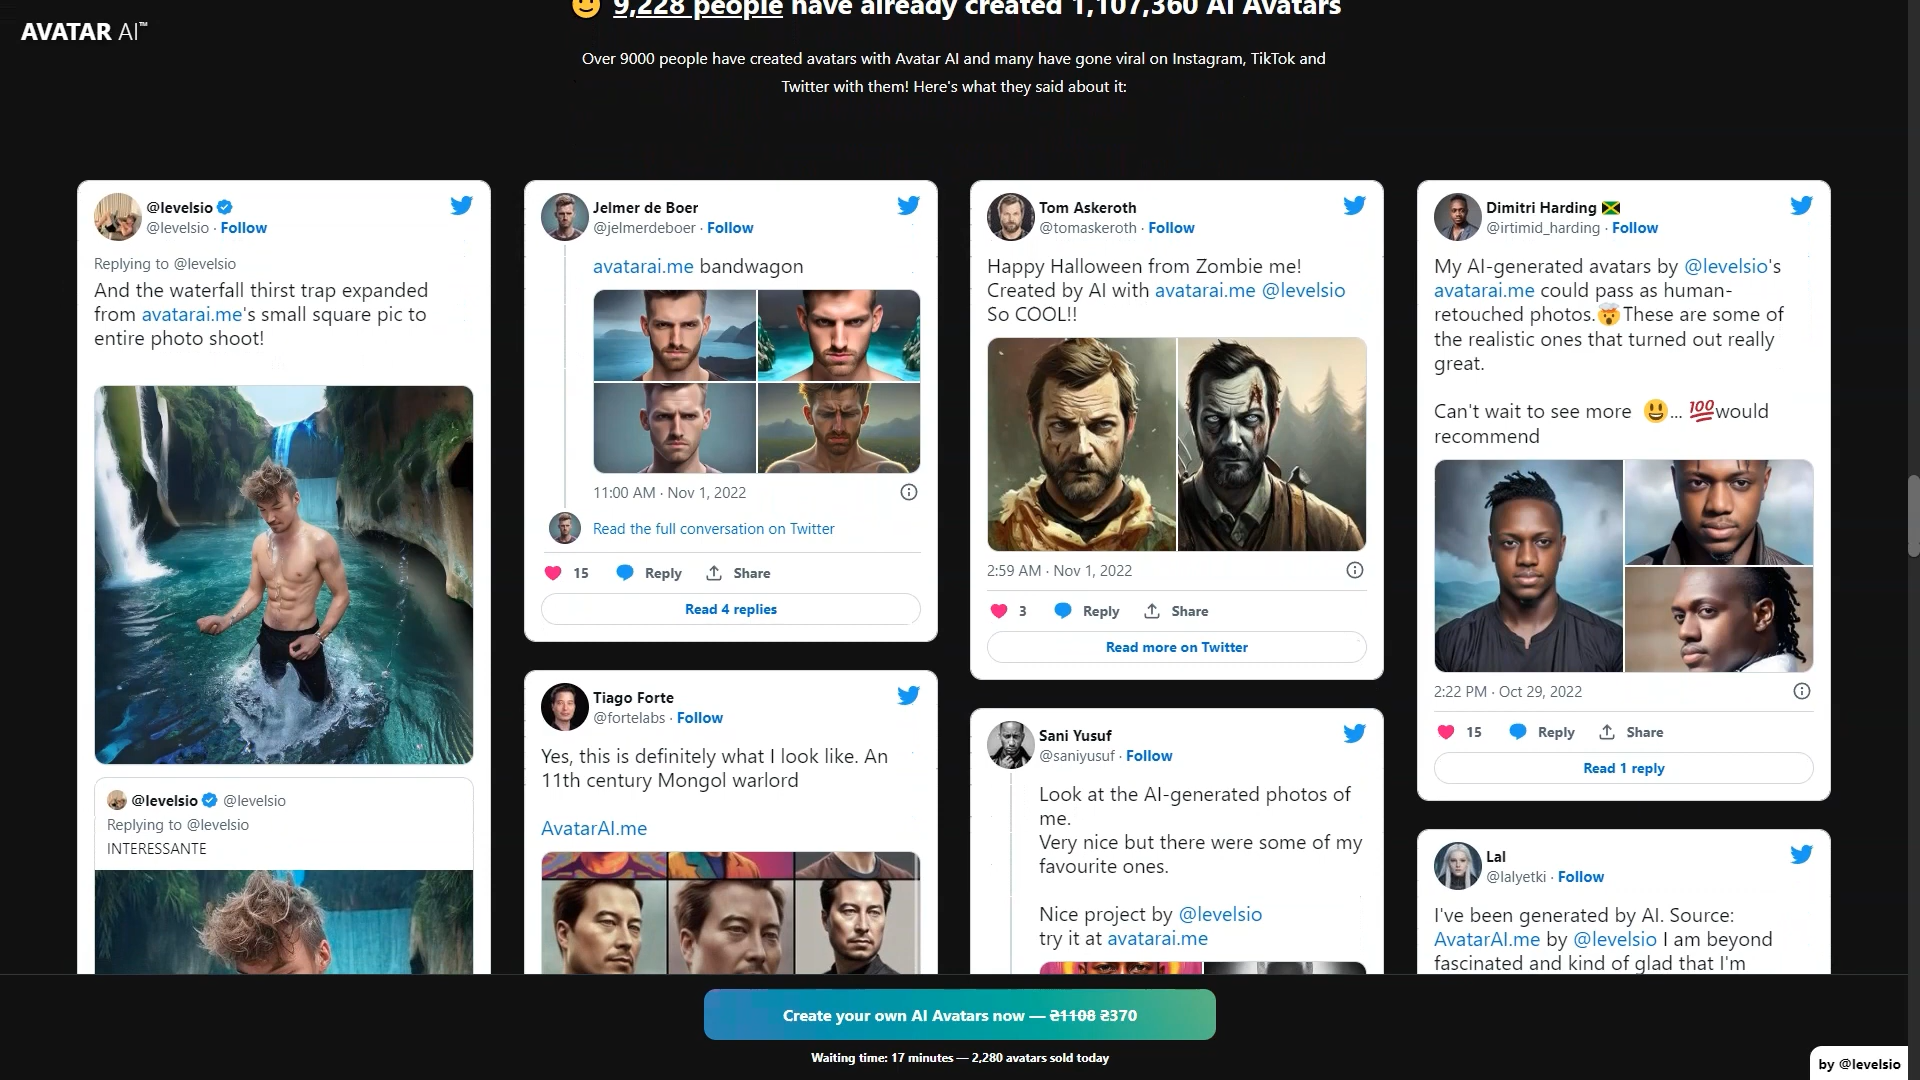 AVATAR AI™
9,228 people have already created 1,107,360 AI Avatars
Over 9000 people have created avatars with Avatar AI and many have gone viral on Instagram, TikTok and
Twitter with them! Here's what they said about it:
@levelsio
@levelsio · Follow
Replying to @levelsio
And the waterfall thirst trap expanded
from avatarai.me's small square pic to
entire photo shoot!
@levelsio @levelsio
Replying to @levelsio
INTERESSANTE
Jelmer de Boer
@jelmerdeboer · Follow
avatarai.me bandwagon
11:00 AM · Nov 1, 2022
Read the full conversation on Twitter
15 Reply Share
Read 4 replies
Tiago Forte
@fortelabs · Follow
Yes, this is definitely what I look like. An
11th century Mongol warlord
AvatarAI.me
Tom Askeroth
@tomaskeroth · Follow
Happy Halloween from Zombie me!
Created by AI with avatarai.me @levelsio
So COOL!!
2:59 AM · Nov 1, 2022
3 Reply Share
Read more on Twitter
Sani Yusuf
@saniyusuf · Follow
Look at the AI-generated photos of
me.
Very nice but there were some of my
favourite ones.
Nice project by @levelsio
try it at avatarai.me
Dimitri Harding 🇯🇲
@irtimid_harding · Follow
My AI-generated avatars by @levelsio's
avatarai.me could pass as human-
retouched photos.🤯These are some of
the realistic ones that turned out really
great.
Can't wait to see more 😃... 💯would
recommend
2:22 PM · Oct 29, 2022
15 Reply Share
Read 1 reply
Lal
@lalyetki · Follow
I've been generated by AI. Source:
AvatarAI.me by @levelsio I am beyond
fascinated and kind of glad that I'm
Create your own AI Avatars now — ₴1108 ₴370
Waiting time: 17 minutes — 2,280 avatars sold today
by @levelsio